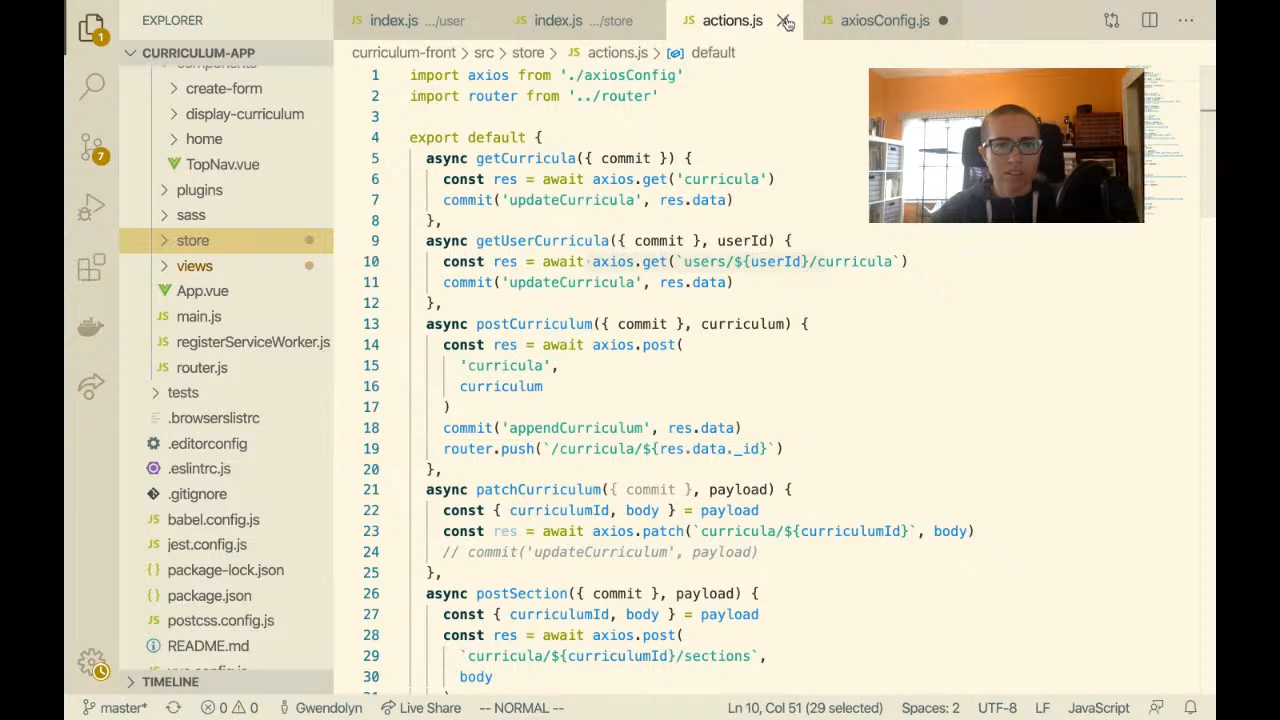 EXPLORER
index.js .../user
index.js .../store
actions.js
axiosConfig.js
CURRICULUM-APP
curriculum-front > src > store > JS actions.js > default
create-form
display-curriculum
home
TopNav.vue
plugins
sass
store
views
App.vue
JS main.js
JS registerServiceWorker.js
JS router.js
tests
.browserslistrc
.editorconfig
.eslintrc.js
.gitignore
JS babel.config.js
JS jest.config.js
{} package-lock.json
{} package.json
JS postcss.config.js
README.md
TIMELINE
1 import axios from './axiosConfig'
2 import router from '../router'
3
4 export default {
5 async getCurricula({ commit }) {
6 const res = await axios.get('curricula')
7 commit('updateCurricula', res.data)
8 },
9 async getUserCurricula({ commit }, userId) {
10 const res = await axios.get(`users/${userId}/curricula`)
11 commit('updateCurricula', res.data)
12 },
13 async postCurriculum({ commit }, curriculum) {
14 const res = await axios.post(
15 'curricula',
16 curriculum
17 )
18 commit('appendCurriculum', res.data)
19 router.push(`/curricula/${res.data._id}`)
20 },
21 async patchCurriculum({ commit }, payload) {
22 const { curriculumId, body } = payload
23 const res = await axios.patch(`curricula/${curriculumId}`, body)
24 // commit('updateCurriculum', payload)
25 },
26 async postSection({ commit }, payload) {
27 const { curriculumId, body } = payload
28 const res = await axios.post(
29 `curricula/${curriculumId}/sections`,
30 body
master* 0 0 Gwendolyn Live Share -- NORMAL -- Ln 10, Col 51 (29 selected) Spaces: 2 UTF-8 LF JavaScript